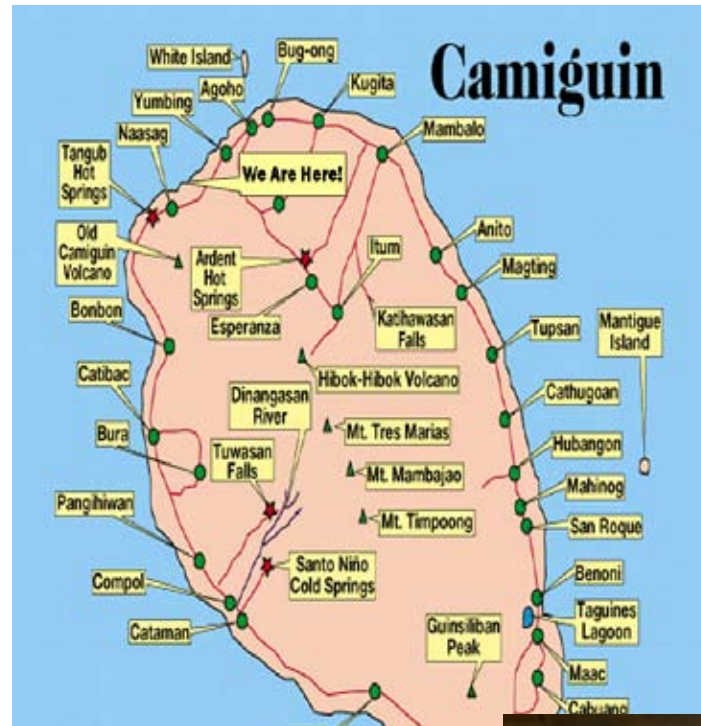 Camiguin
White Island
Bug-ong
Agoho
Kugita
Yumbing
Naasag
Mambalo
Tangub
Hot
Springs
We Are Here!
Old
Camiguin
Volcano
Ardent
Hot
Springs
Itum
Anito
Magting
Bonbon
Esperanza
Katihawasan
Falls
Tupsan
Mantigue
Island
Hibok-Hibok Volcano
Catibac
Dinangasan
River
Cathugoan
Bura
Mt. Tres Marias
Hubangon
Tuwasan
Falls
Mt. Mambajao
Mahinog
Pangihiwan
Mt. Timpoong
San Roque
Compol
Santo Niño
Cold Springs
Benoni
Cataman
Guinsiliban
Peak
Taguines
Lagoon
Maac
Cabuang